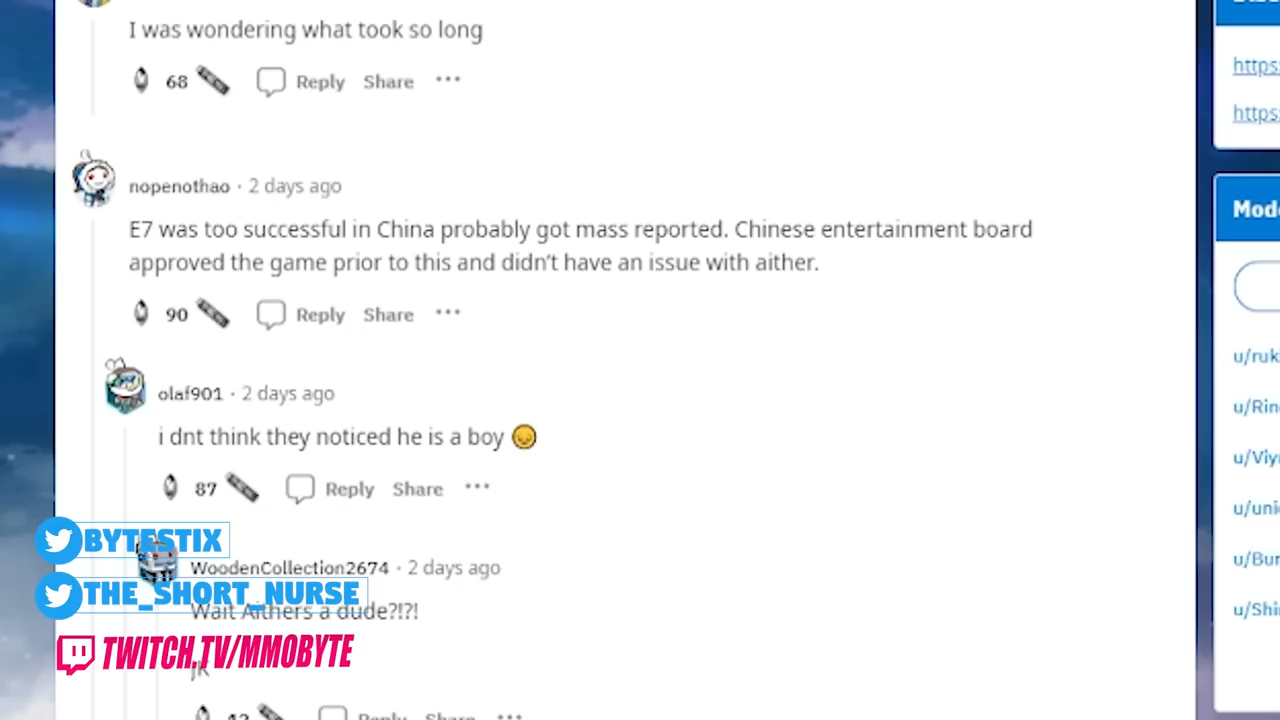 I was wondering what took so long
68 Reply Share
https:
https:
nopenothao · 2 days ago
E7 was too successful in China probably got mass reported. Chinese entertainment board
approved the game prior to this and didn't have an issue with aither.
90 Reply Share
Mod
u/ruk
u/Rin
u/Viy
u/uni
u/Bur
u/Shi
olaf901 · 2 days ago
i dnt think they noticed he is a boy 😞
87 Reply Share
BYTESTIX
WoodenCollection2674 · 2 days ago
THE_SHORT_NURSE
Wait Aithers a dude?!?!
TWITCH.TV/MMOBYTE
jk
Reply Share